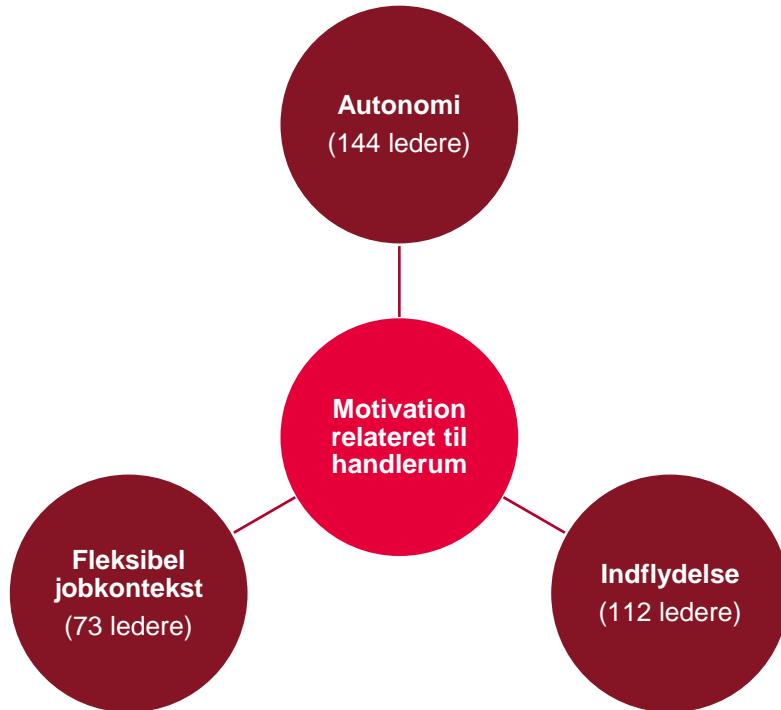 Autonomi
(144 ledere)
Motivation
relateret til
handlerum
Fleksibel
jobkontekst
(73 ledere)
Indflydelse
(112 ledere)